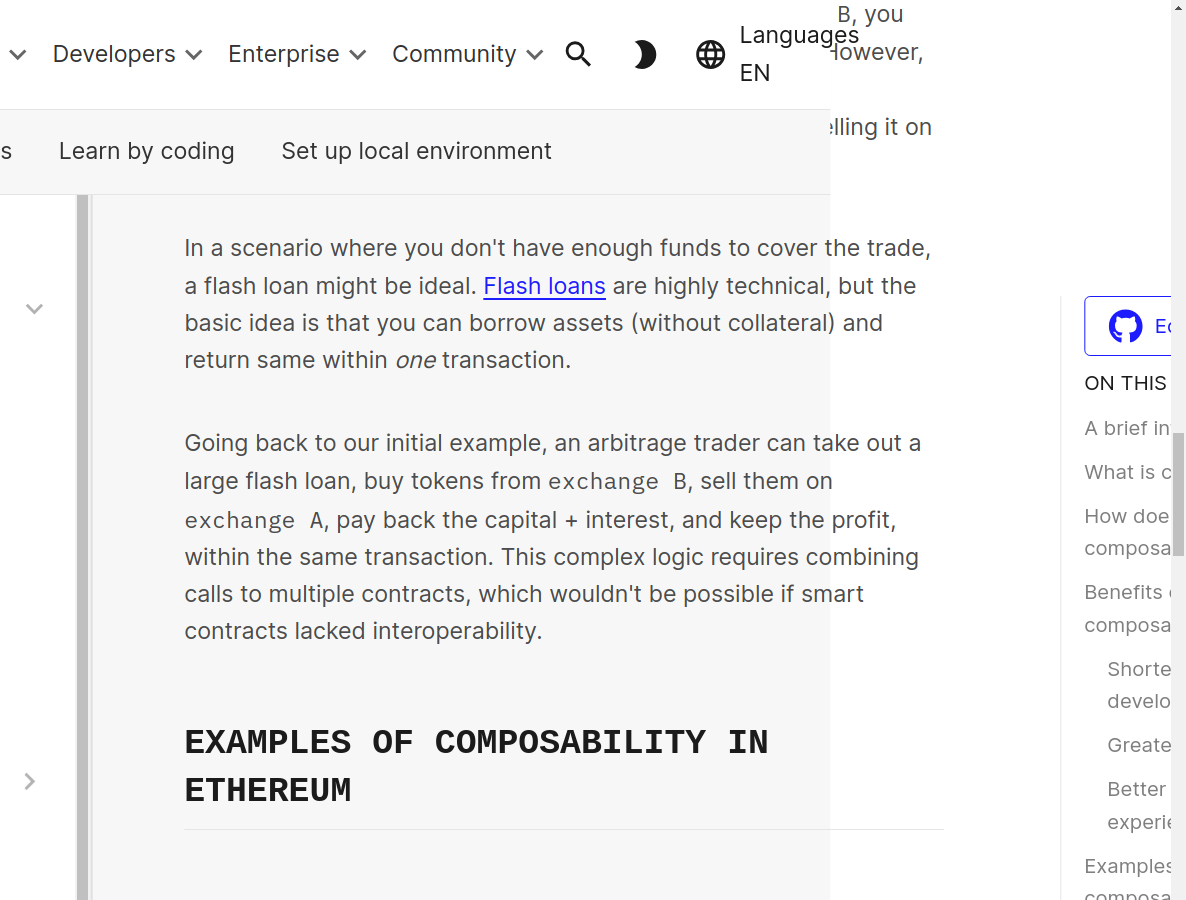 B, you
Developers
Enterprise
Community
Languages
EN
However,
s
Learn by coding
Set up local environment
elling it on
In a scenario where you don't have enough funds to cover the trade,
a flash loan might be ideal. Flash loans are highly technical, but the
basic idea is that you can borrow assets (without collateral) and
return same within one transaction.
Going back to our initial example, an arbitrage trader can take out a
large flash loan, buy tokens from exchange B, sell them on
exchange A, pay back the capital + interest, and keep the profit,
within the same transaction. This complex logic requires combining
calls to multiple contracts, which wouldn't be possible if smart
contracts lacked interoperability.
EXAMPLES OF COMPOSABILITY IN
ETHEREUM
ON THIS
A brief in
What is c
How doe
composa
Benefits
composa
Shorte
develo
Greate
Better
experie
Examples
composa